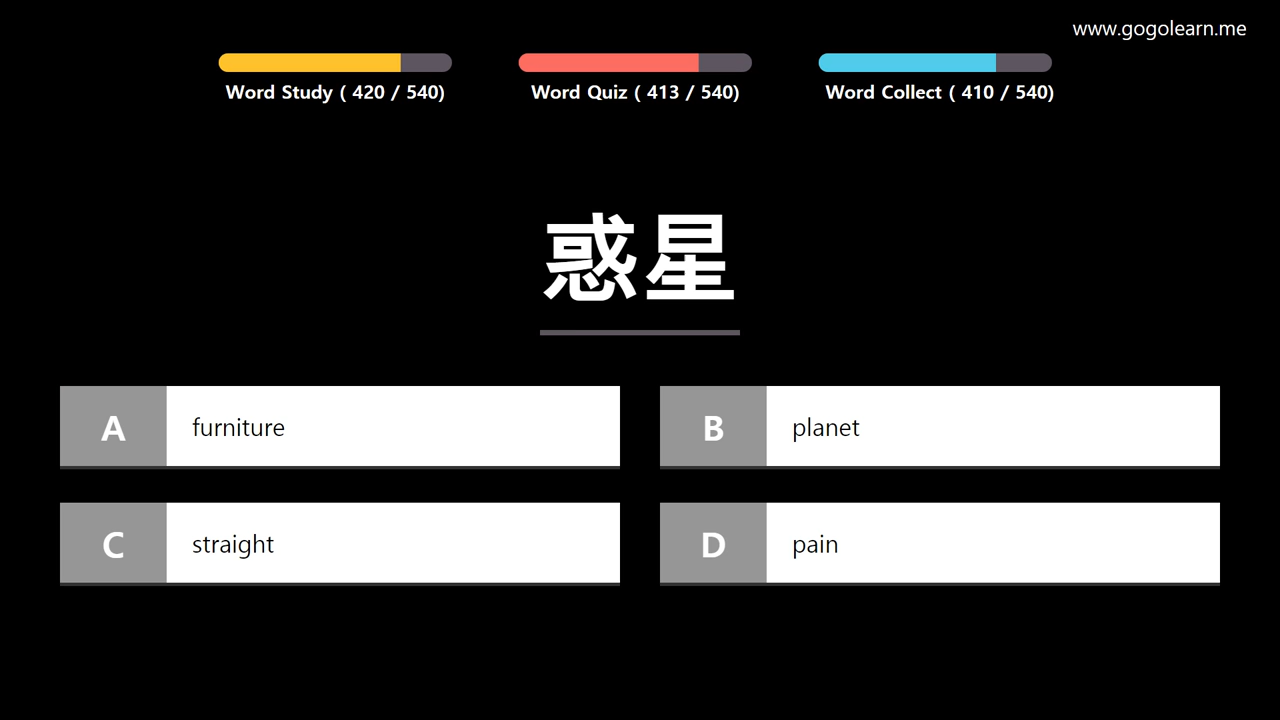 www.gogolearn.me
Word Study ( 420 / 540)
Word Quiz ( 413 / 540)
Word Collect ( 410 / 540)
惑星
A furniture
B planet
C straight
D pain